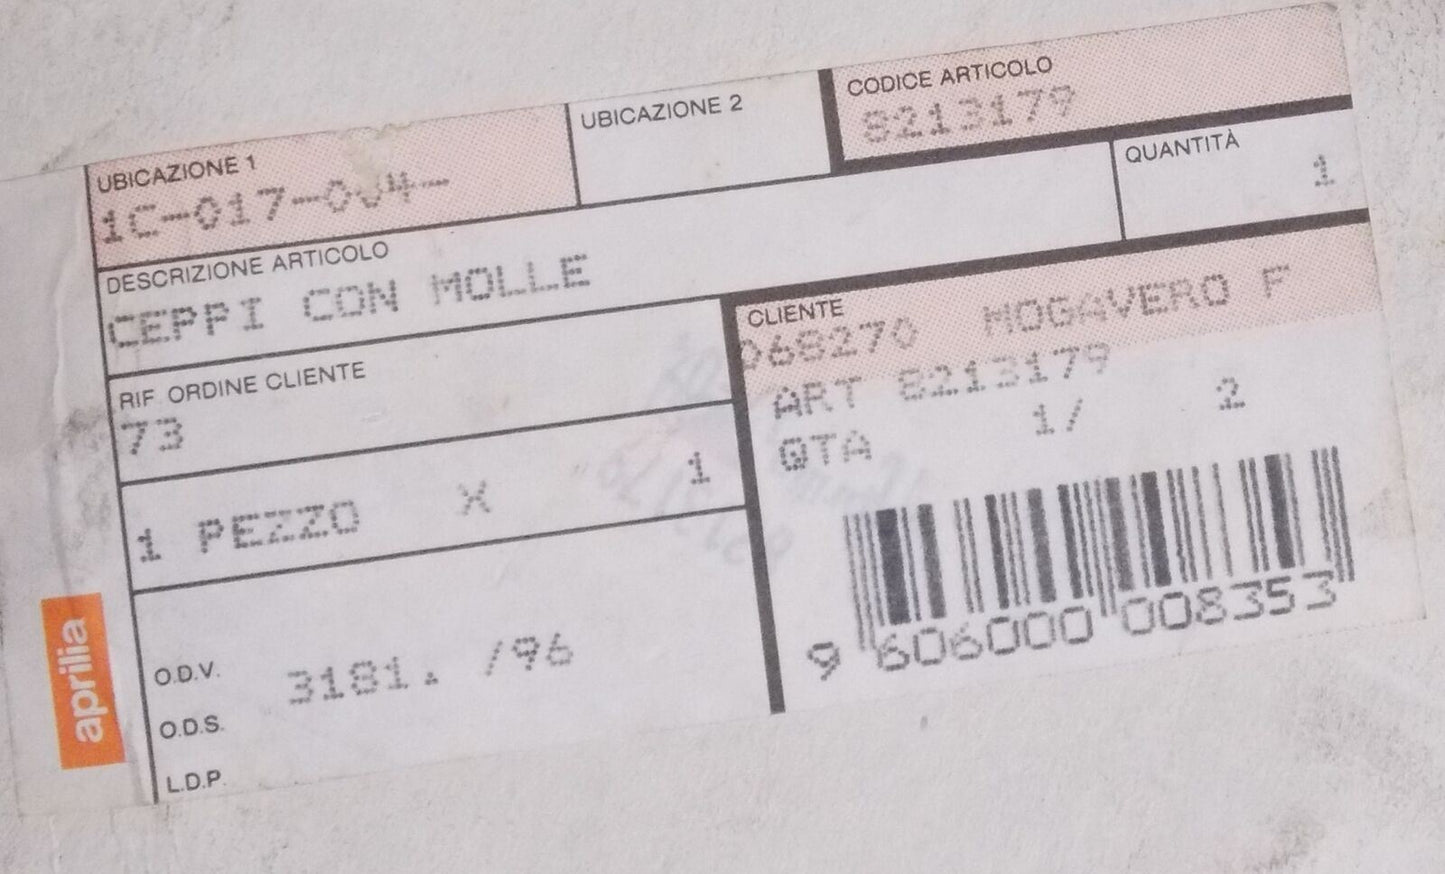 UBICAZIONE 1
1C-017-004-
UBICAZIONE 2
CODICE ARTICOLO
8213179
DESCRIZIONE ARTICOLO
CEPPI CON MOLLE
QUANTITÀ
1
RIF. ORDINE CLIENTE
73
1 PEZZO X 1
CLIENTE
068270 MOGAVERO F
ART 8213179
QTA 1/ 2
9 606000 008353
O.D.V. 3181. /96
O.D.S.
L.D.P.
aprilia